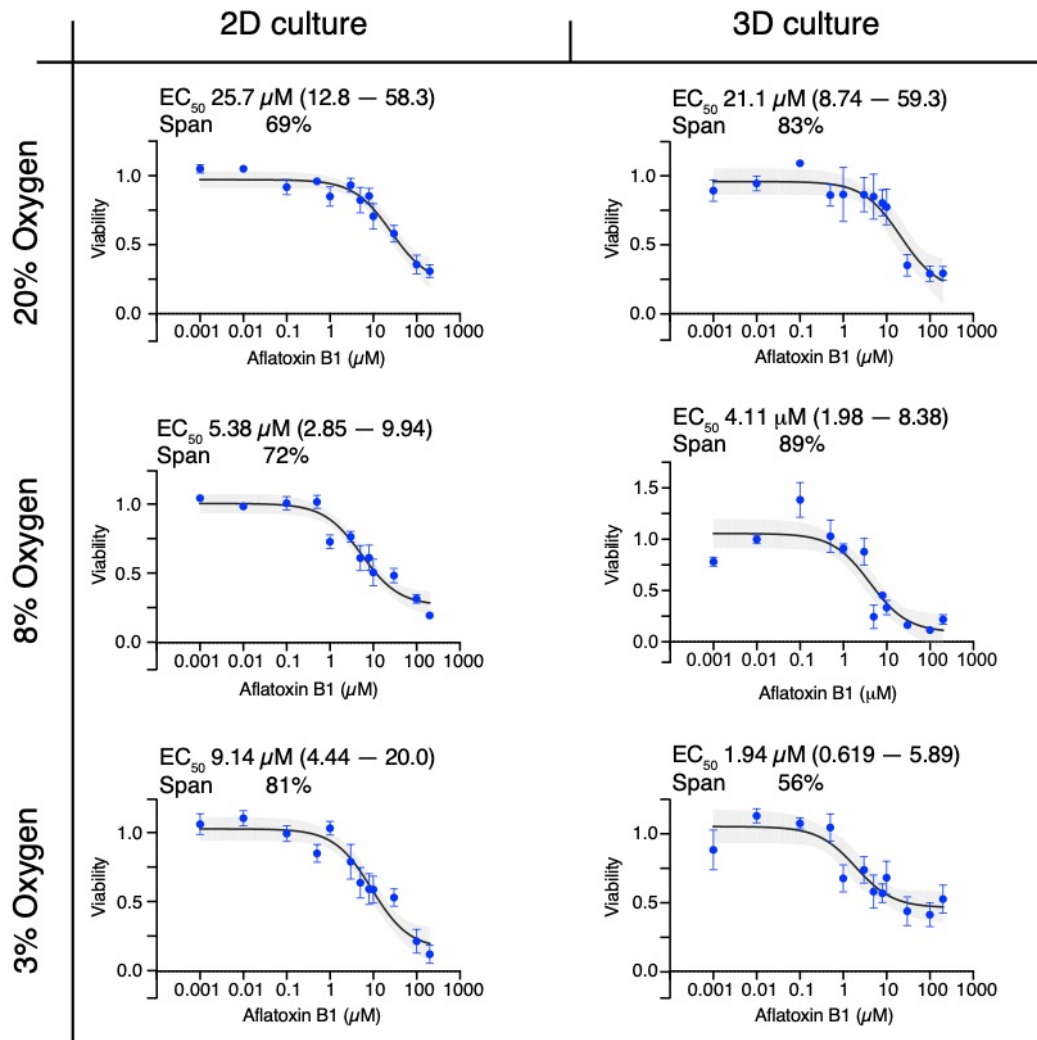 2D culture
3D culture
20% Oxygen
EC50 25.7 µM (12.8 — 58.3)
Span 69%
Viability
1.0
0.5
0.0
0.001 0.01 0.1 1 10 100 1000
Aflatoxin B1 (µM)
EC50 21.1 µM (8.74 — 59.3)
Span 83%
Viability
1.0
0.5
0.0
0.001 0.01 0.1 1 10 100 1000
Aflatoxin B1 (µM)
8% Oxygen
EC50 5.38 µM (2.85 — 9.94)
Span 72%
Viability
1.0
0.5
0.0
0.001 0.01 0.1 1 10 100 1000
Aflatoxin B1 (µM)
EC50 4.11 µM (1.98 — 8.38)
Span 89%
Viability
1.5
1.0
0.5
0.0
0.001 0.01 0.1 1 10 100 1000
Aflatoxin B1 (µM)
3% Oxygen
EC50 9.14 µM (4.44 — 20.0)
Span 81%
Viability
1.0
0.5
0.0
0.001 0.01 0.1 1 10 100 1000
Aflatoxin B1 (µM)
EC50 1.94 µM (0.619 — 5.89)
Span 56%
Viability
1.0
0.5
0.0
0.001 0.01 0.1 1 10 100 1000
Aflatoxin B1 (µM)